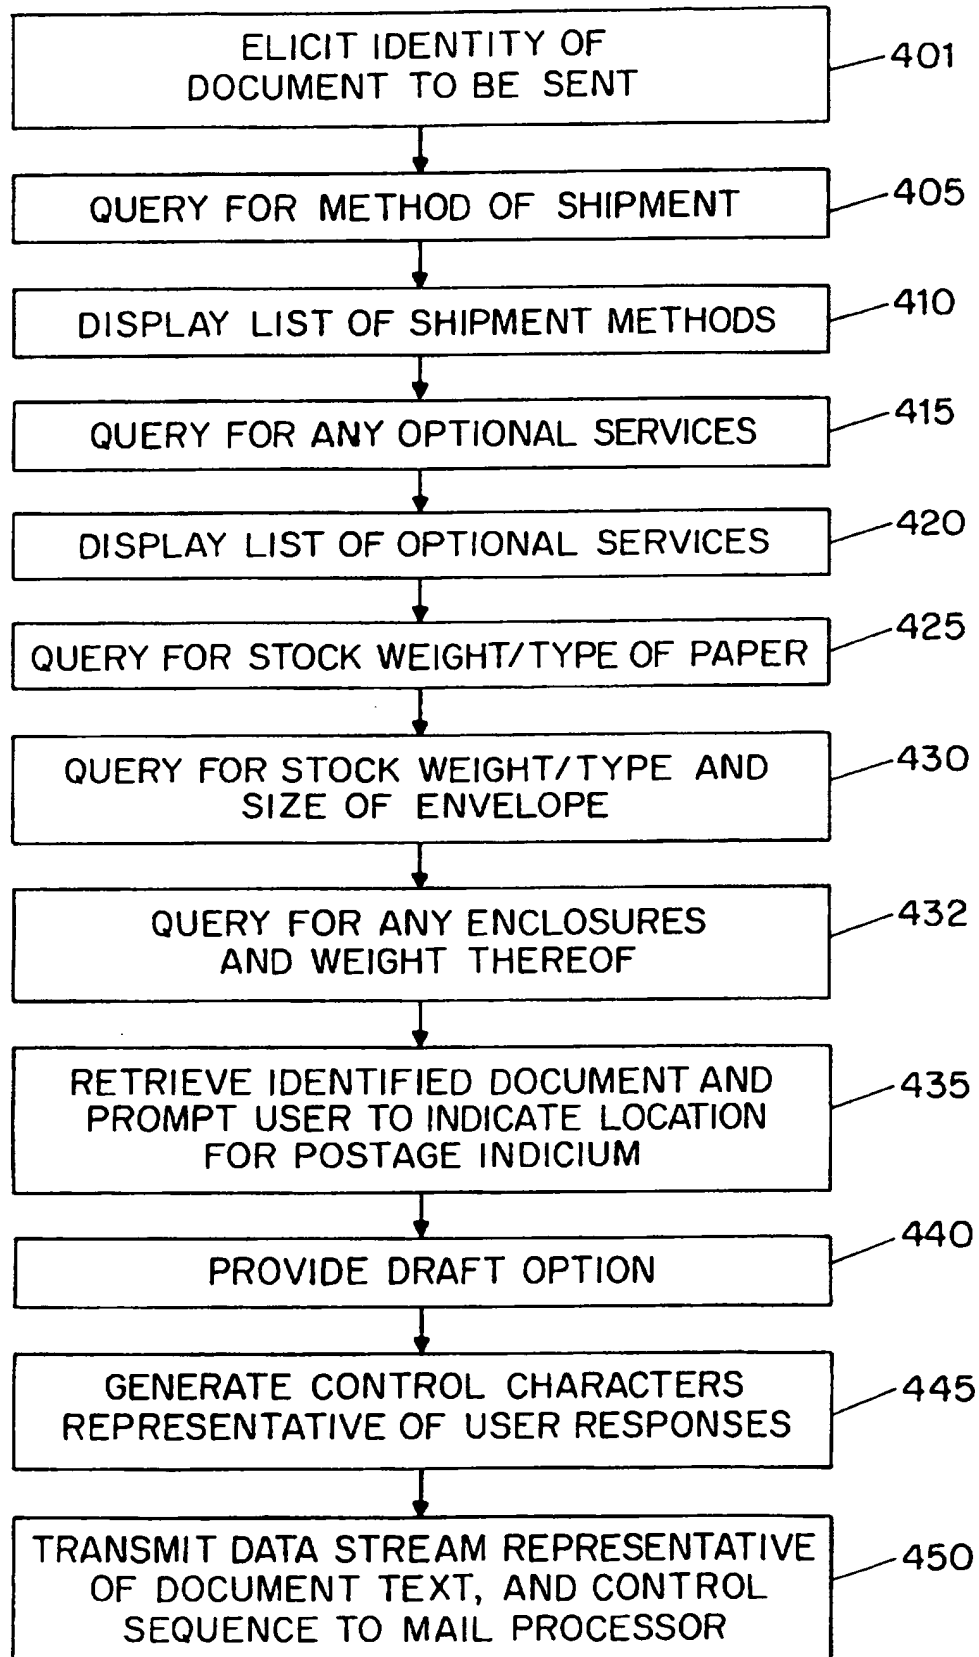 ELICIT IDENTITY OF
DOCUMENT TO BE SENT
401
QUERY FOR METHOD OF SHIPMENT
405
DISPLAY LIST OF SHIPMENT METHODS
410
QUERY FOR ANY OPTIONAL SERVICES
415
DISPLAY LIST OF OPTIONAL SERVICES
420
QUERY FOR STOCK WEIGHT/TYPE OF PAPER
425
QUERY FOR STOCK WEIGHT/TYPE AND
SIZE OF ENVELOPE
430
QUERY FOR ANY ENCLOSURES
AND WEIGHT THEREOF
432
RETRIEVE IDENTIFIED DOCUMENT AND
PROMPT USER TO INDICATE LOCATION
FOR POSTAGE INDICIUM
435
PROVIDE DRAFT OPTION
440
GENERATE CONTROL CHARACTERS
REPRESENTATIVE OF USER RESPONSES
445
TRANSMIT DATA STREAM REPRESENTATIVE
OF DOCUMENT TEXT, AND CONTROL
SEQUENCE TO MAIL PROCESSOR
450